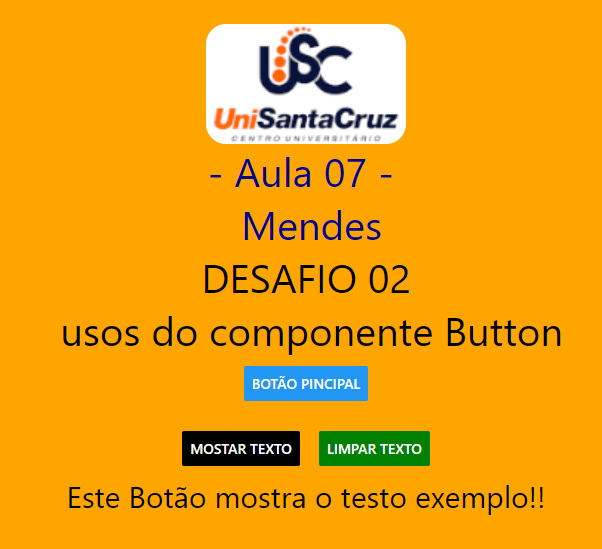 USC
UniSantaCruz
CENTRO UNIVERSITÁRIO
- Aula 07 -
Mendes
DESAFIO 02
usos do componente Button
BOTÃO PINCIPAL
MOSTAR TEXTO LIMPAR TEXTO
Este Botão mostra o testo exemplo!!